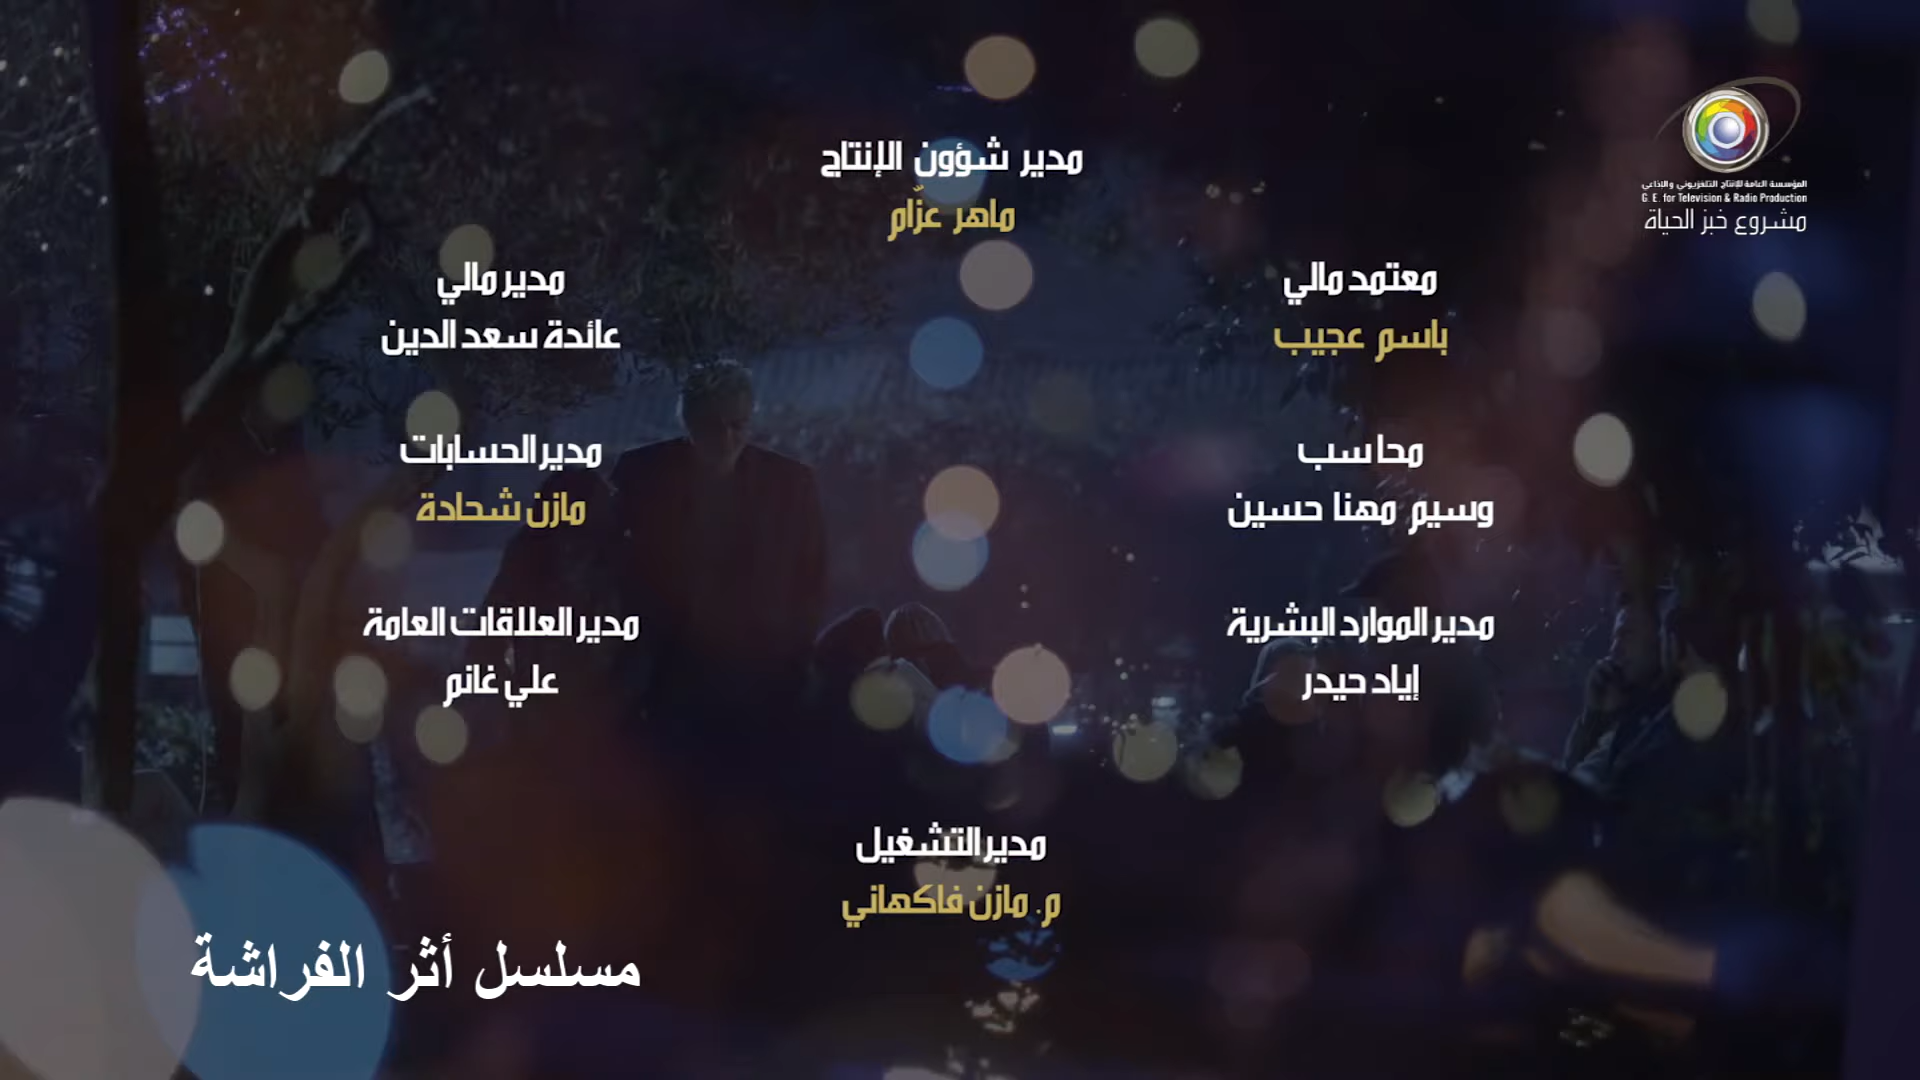 المؤسسة العامة للإنتاج التلفزيوني والإذاعي
G. E. for Television & Radio Production
مشروع خبز الحياة
مدير شؤون الإنتاج
ماهر عزّام
معتمد مالي
باسم عجيب
مدير مالي
عائدة سعد الدين
محاسب
وسيم مهنا حسين
مدير الحسابات
مازن شحادة
مدير الموارد البشرية
إياد حيدر
مدير العلاقات العامة
علي غانم
مدير التشغيل
م. مازن فاكهاني
مسلسل أثر الفراشة